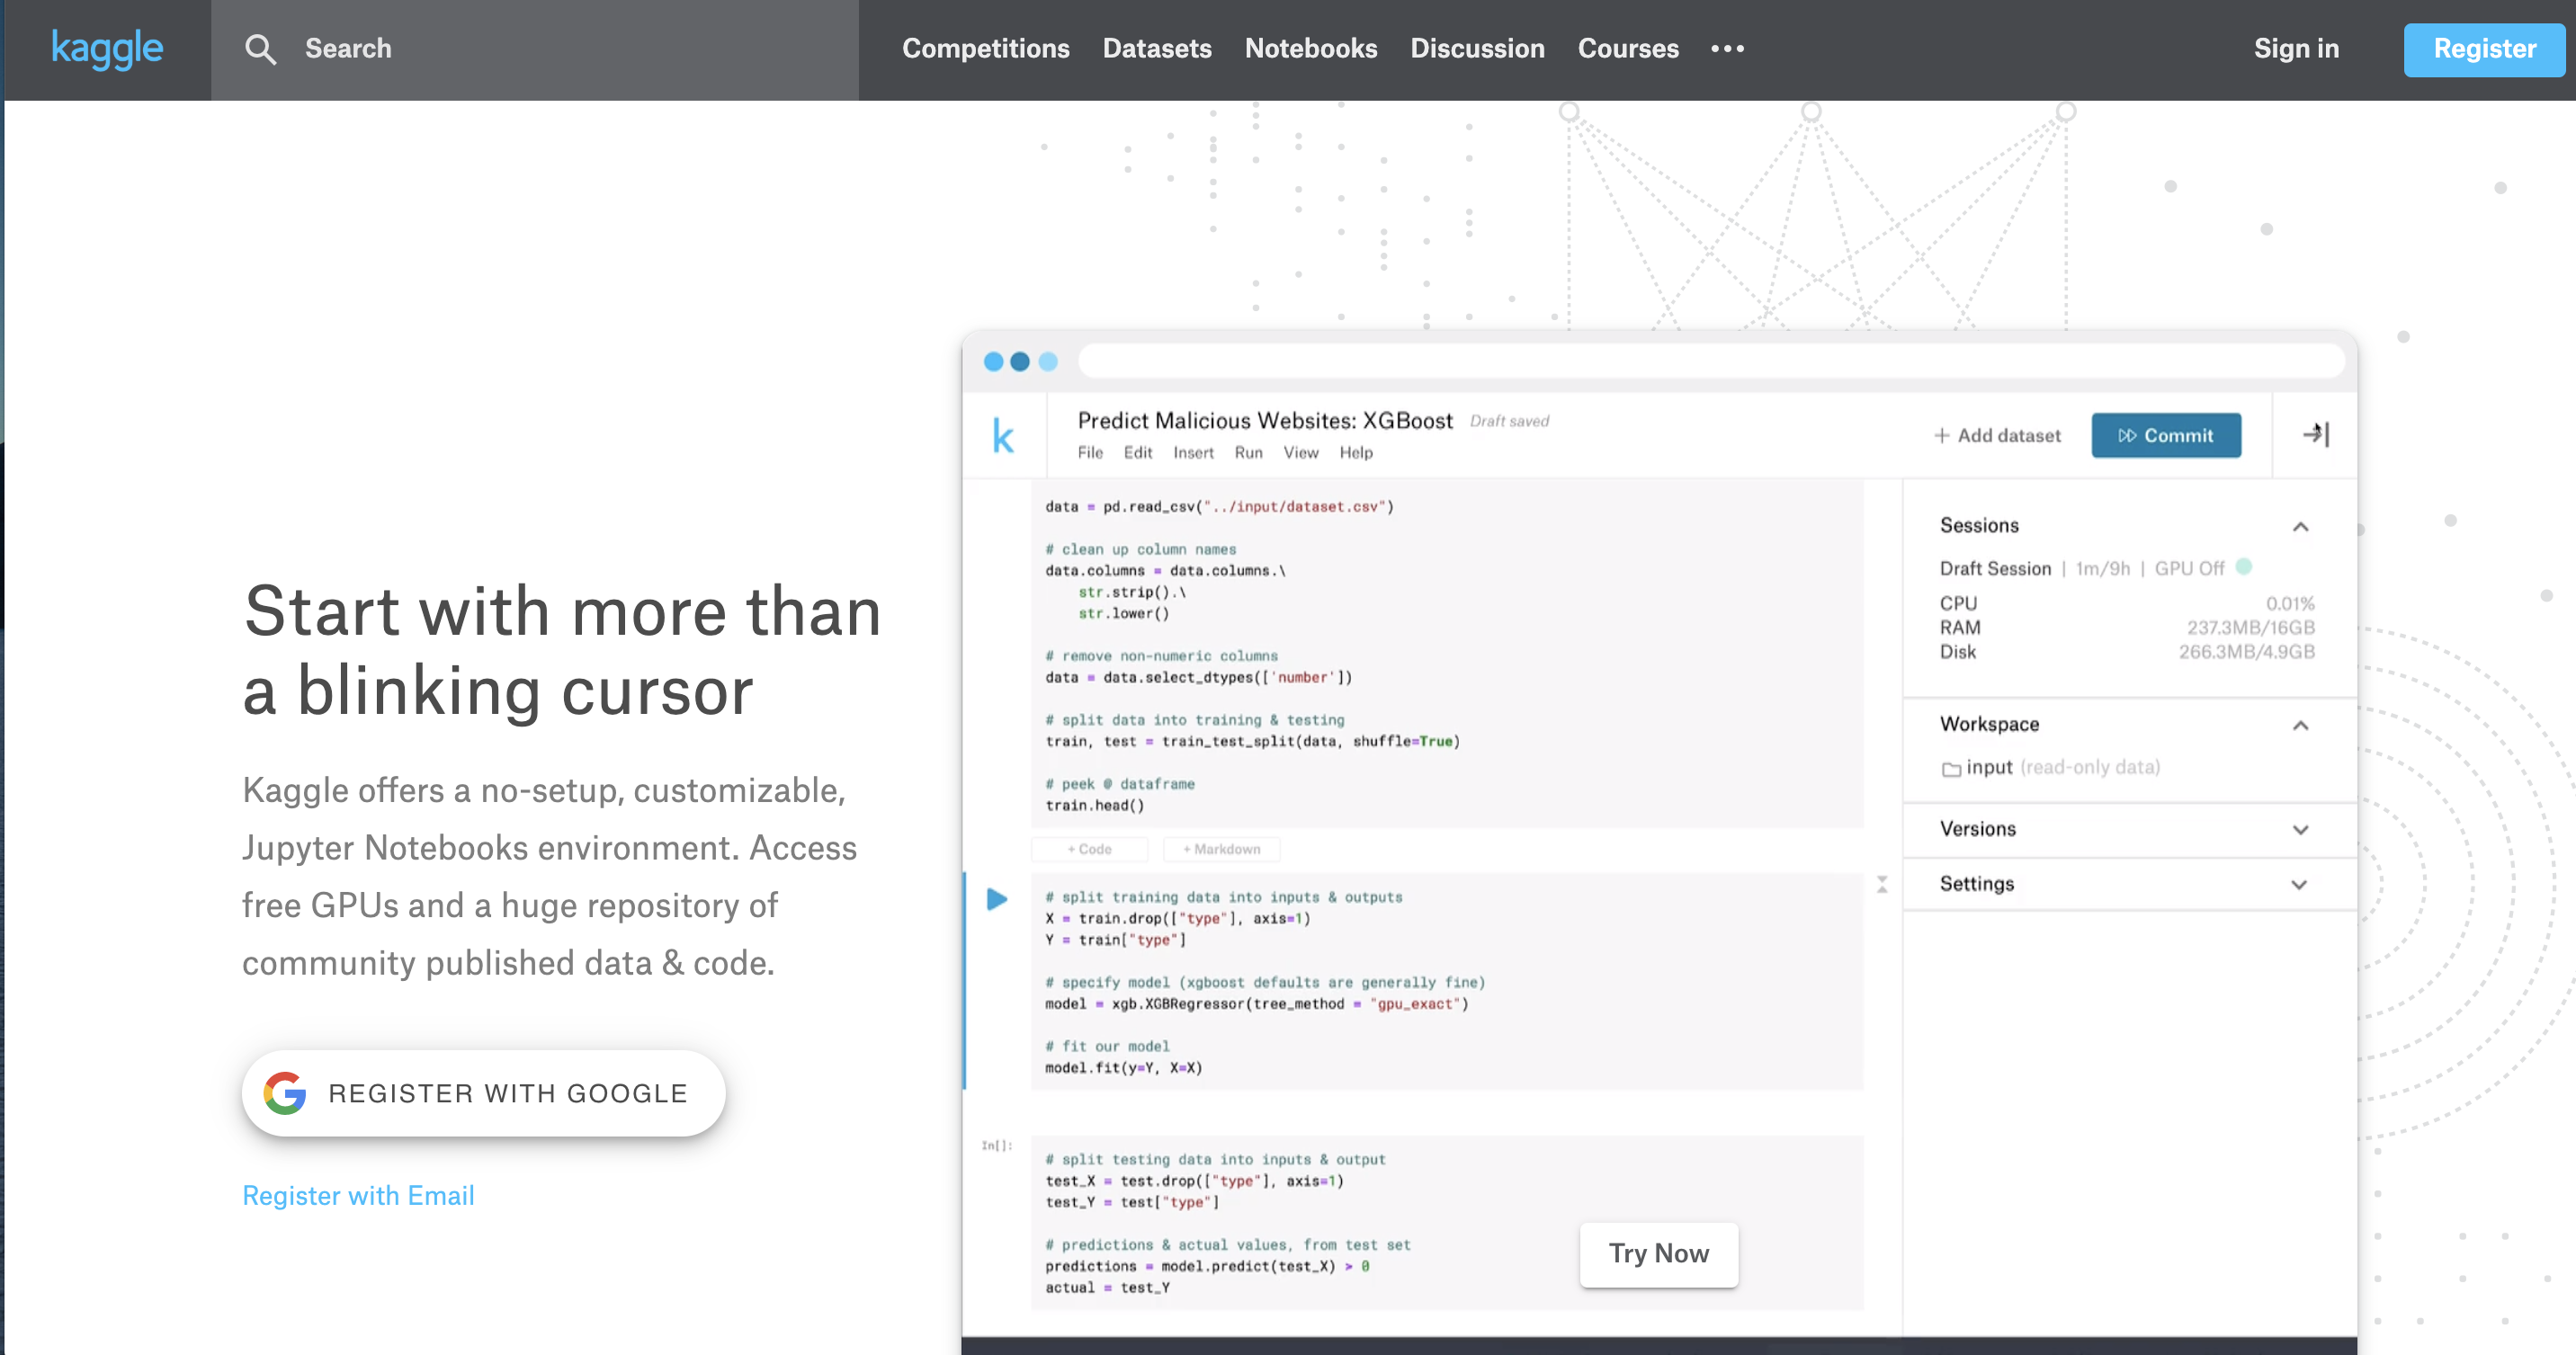 kaggle
Search
Competitions Datasets Notebooks Discussion Courses •••
Sign in
Register
Start with more than
a blinking cursor
Kaggle offers a no-setup, customizable,
Jupyter Notebooks environment. Access
free GPUs and a huge repository of
community published data & code.
REGISTER WITH GOOGLE
Register with Email
k
Predict Malicious Websites: XGBoost Draft saved
File Edit Insert Run View Help
+ Add dataset
Commit
data = pd.read_csv("../input/dataset.csv")
# clean up column names
data.columns = data.columns.\
    str.strip().\
    str.lower()
# remove non-numeric columns
data = data.select_dtypes(['number'])
# split data into training & testing
train, test = train_test_split(data, shuffle=True)
# peek @ dataframe
train.head()
+ Code + Markdown
# split training data into inputs & outputs
X = train.drop(["type"], axis=1)
Y = train["type"]
# specify model (xgboost defaults are generally fine)
model = xgb.XGBRegressor(tree_method = "gpu_exact")
# fit our model
model.fit(y=Y, X=X)
In[]:
# split testing data into inputs & output
test_X = test.drop(["type"], axis=1)
test_Y = test["type"]
# predictions & actual values, from test set
predictions = model.predict(test_X) > 0
actual = test_Y
Try Now
Sessions
Draft Session | 1m/9h | GPU Off
CPU 0.01%
RAM 237.3MB/16GB
Disk 266.3MB/4.9GB
Workspace
input (read-only data)
Versions
Settings